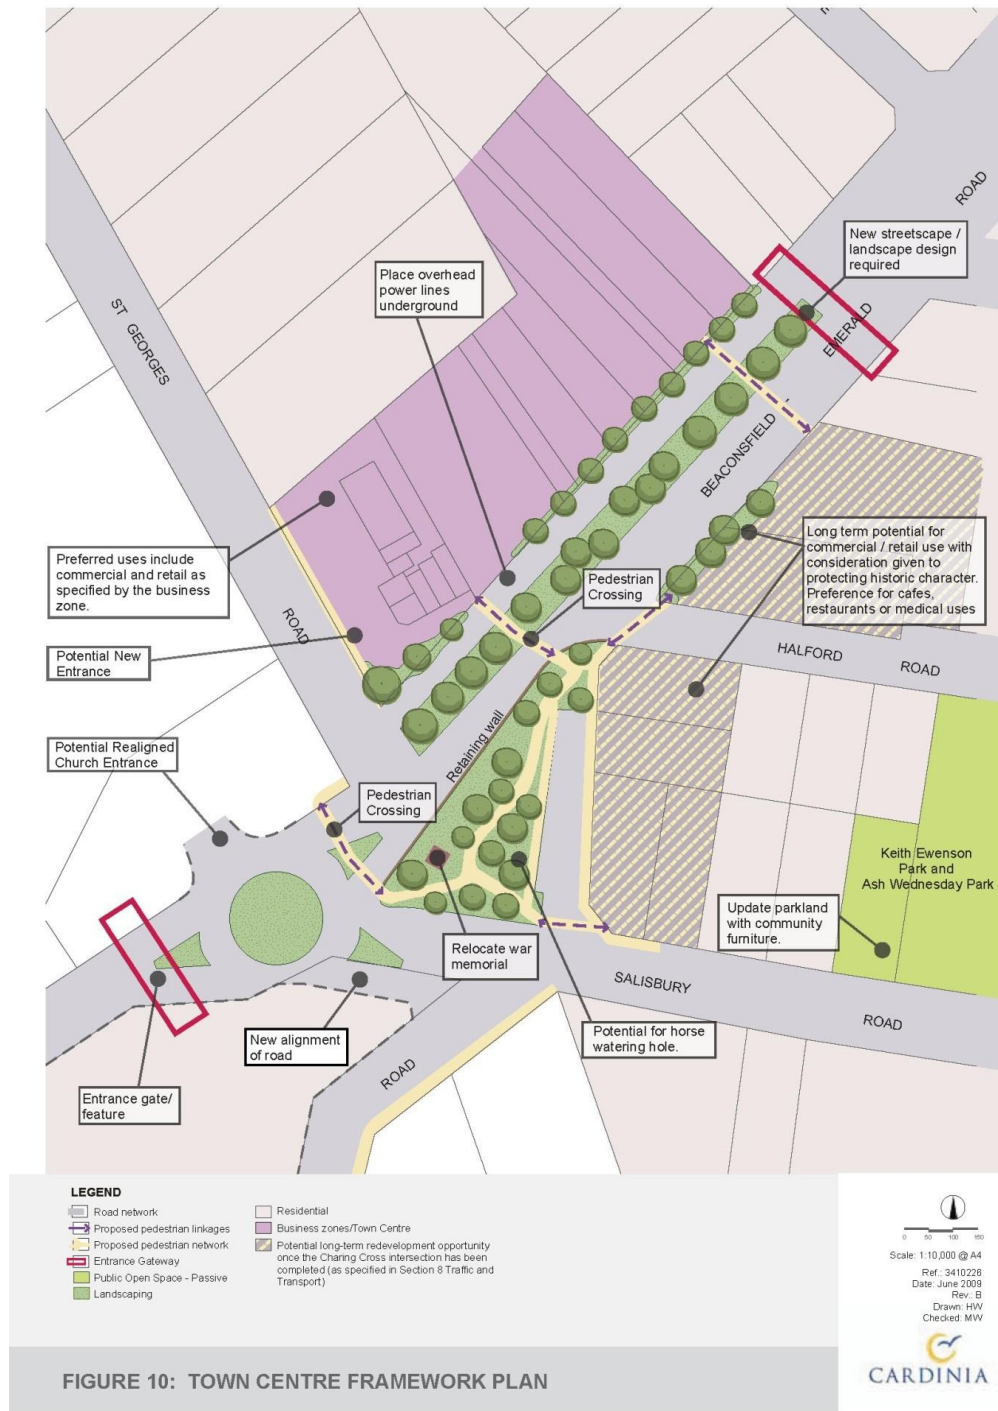 ROAD
New streetscape /
landscape design
required
Place overhead
power lines
underground
ST GEORGES
EMERALD
BEACONSFIELD
Preferred uses include
commercial and retail as
specified by the business
zone.
Long term potential for
commercial / retail use with
consideration given to
protecting historic character.
Preference for cafes,
restaurants or medical uses
Pedestrian
Crossing
ROAD
Potential New
Entrance
HALFORD
ROAD
Retaining wall
Potential Realigned
Church Entrance
Pedestrian
Crossing
Keith Ewenson
Park and
Ash Wednesday Park
Update parkland
with community
furniture.
Relocate war
memorial
SALISBURY
ROAD
New alignment
of road
Potential for horse
watering hole.
ROAD
Entrance gate/
feature
LEGEND
Road network
Proposed pedestrian linkages
Proposed pedestrian network
Entrance Gateway
Public Open Space - Passive
Landscaping
Residential
Business zones/Town Centre
Potential long-term redevelopment opportunity
once the Charing Cross intersection has been
completed (as specified in Section 8 Traffic and
Transport)
0 50 100 150
Scale: 1:10,000 @ A4
Ref.: 3410226
Date: June 2009
Rev.: B
Drawn: HW
Checked: MW
CARDINIA
FIGURE 10: TOWN CENTRE FRAMEWORK PLAN